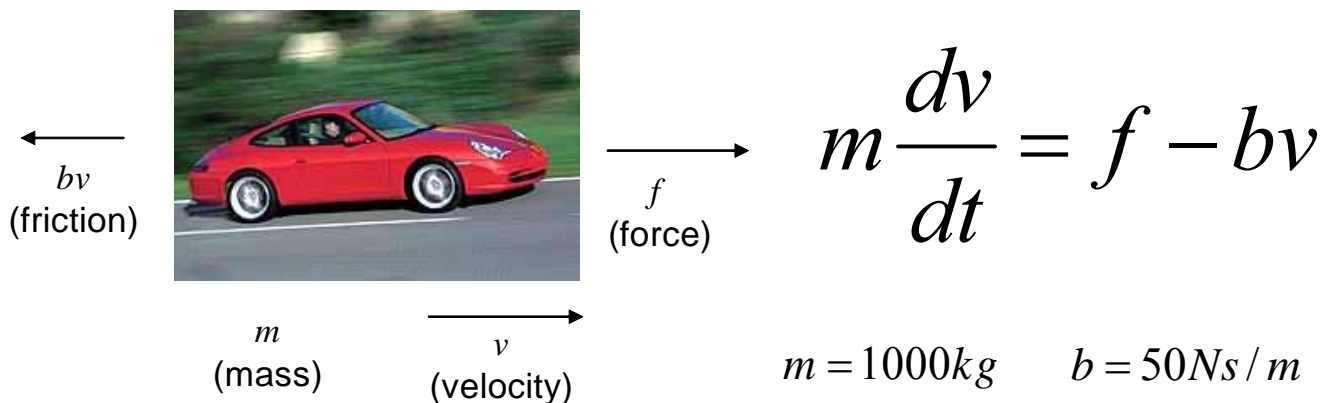 bv
(friction)
m
(mass)
v
(velocity)
f
(force)
m dv/dt = f − bv
m = 1000kg b = 50Ns / m